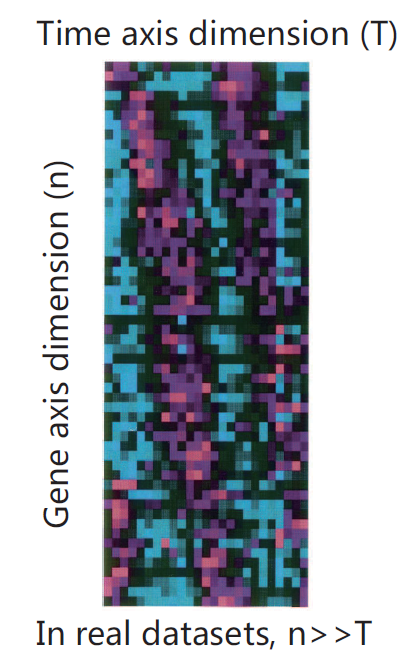 Time axis dimension (T)
Gene axis dimension (n)
In real datasets, n>>T